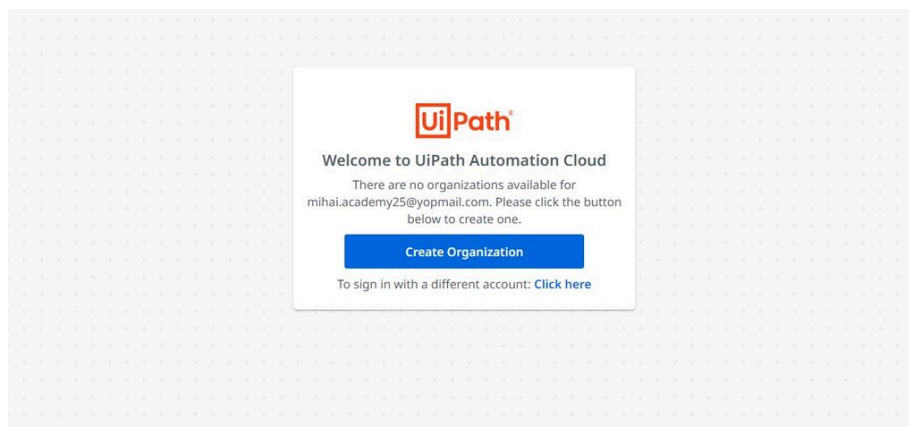 UiPath®
Welcome to UiPath Automation Cloud
There are no organizations available for
mihai.academy25@yopmail.com. Please click the button
below to create one.
Create Organization
To sign in with a different account: Click here